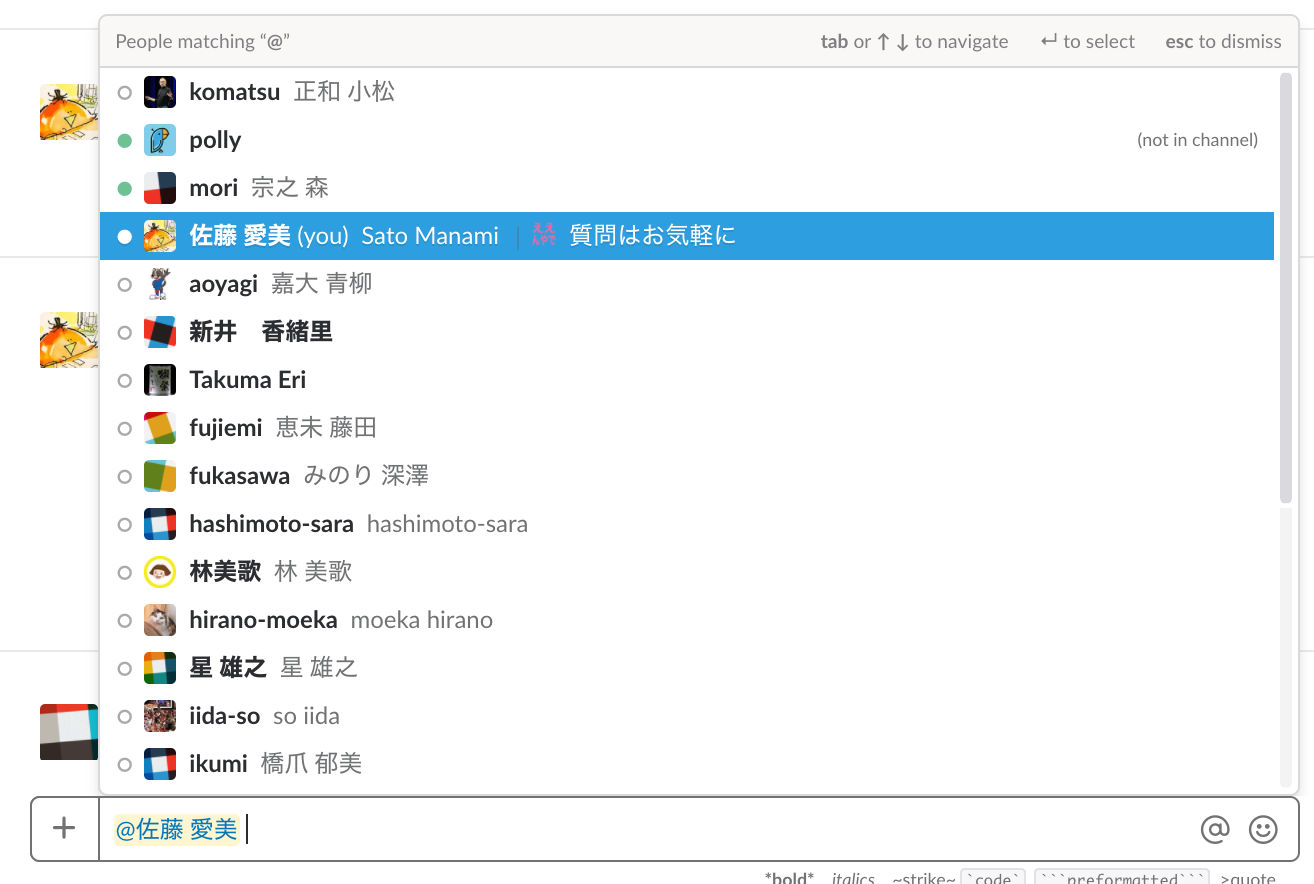 People matching “@” tab or ↑ ↓ to navigate ↵ to select esc to dismiss
komatsu 正和 小松
polly (not in channel)
mori 宗之 森
佐藤 愛美 (you) Sato Manami | ええんやで 質問はお気軽に
aoyagi 嘉大 青柳
新井　香緒里
Takuma Eri
fujiemi 恵未 藤田
fukasawa みのり 深澤
hashimoto-sara hashimoto-sara
林美歌 林 美歌
hirano-moeka moeka hirano
星 雄之 星 雄之
iida-so so iida
ikumi 橋爪 郁美
@佐藤 愛美
*bold* _italics_ ~strike~ `code` ```preformatted``` >quote